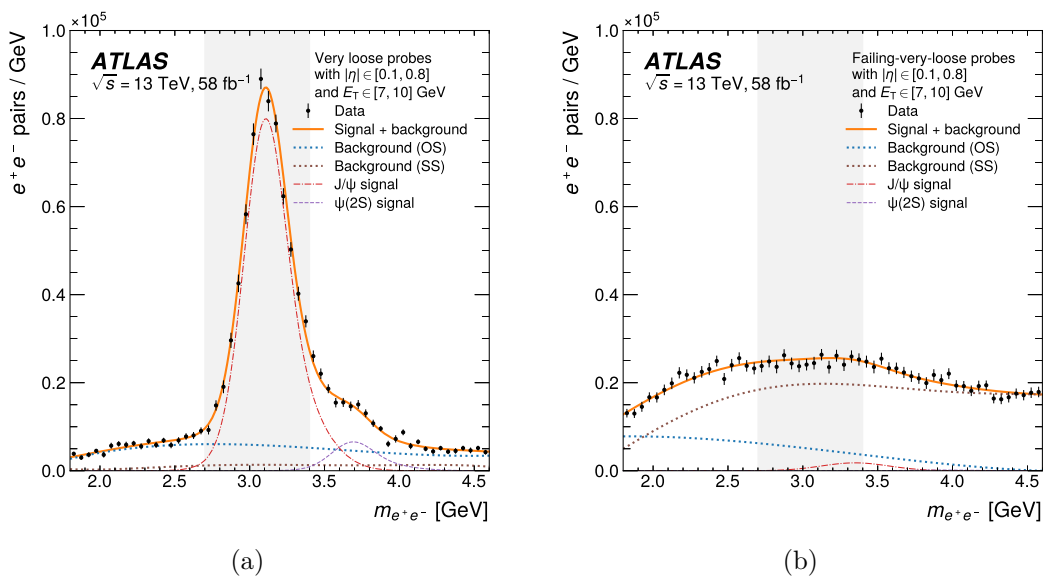 ×10⁵
1.0
0.8
0.6
0.4
0.2
0.0
e⁺e⁻ pairs / GeV
ATLAS
√s = 13 TeV, 58 fb⁻¹
Very loose probes
with |η| ∈ [0.1, 0.8]
and E_T ∈ [7, 10] GeV
Data
Signal + background
Background (OS)
Background (SS)
J/ψ signal
ψ(2S) signal
2.0 2.5 3.0 3.5 4.0 4.5
m_e⁺e⁻ [GeV]
(a)
×10⁵
1.0
0.8
0.6
0.4
0.2
0.0
e⁺e⁻ pairs / GeV
ATLAS
√s = 13 TeV, 58 fb⁻¹
Failing-very-loose probes
with |η| ∈ [0.1, 0.8]
and E_T ∈ [7, 10] GeV
Data
Signal + background
Background (OS)
Background (SS)
J/ψ signal
ψ(2S) signal
2.0 2.5 3.0 3.5 4.0 4.5
m_e⁺e⁻ [GeV]
(b)